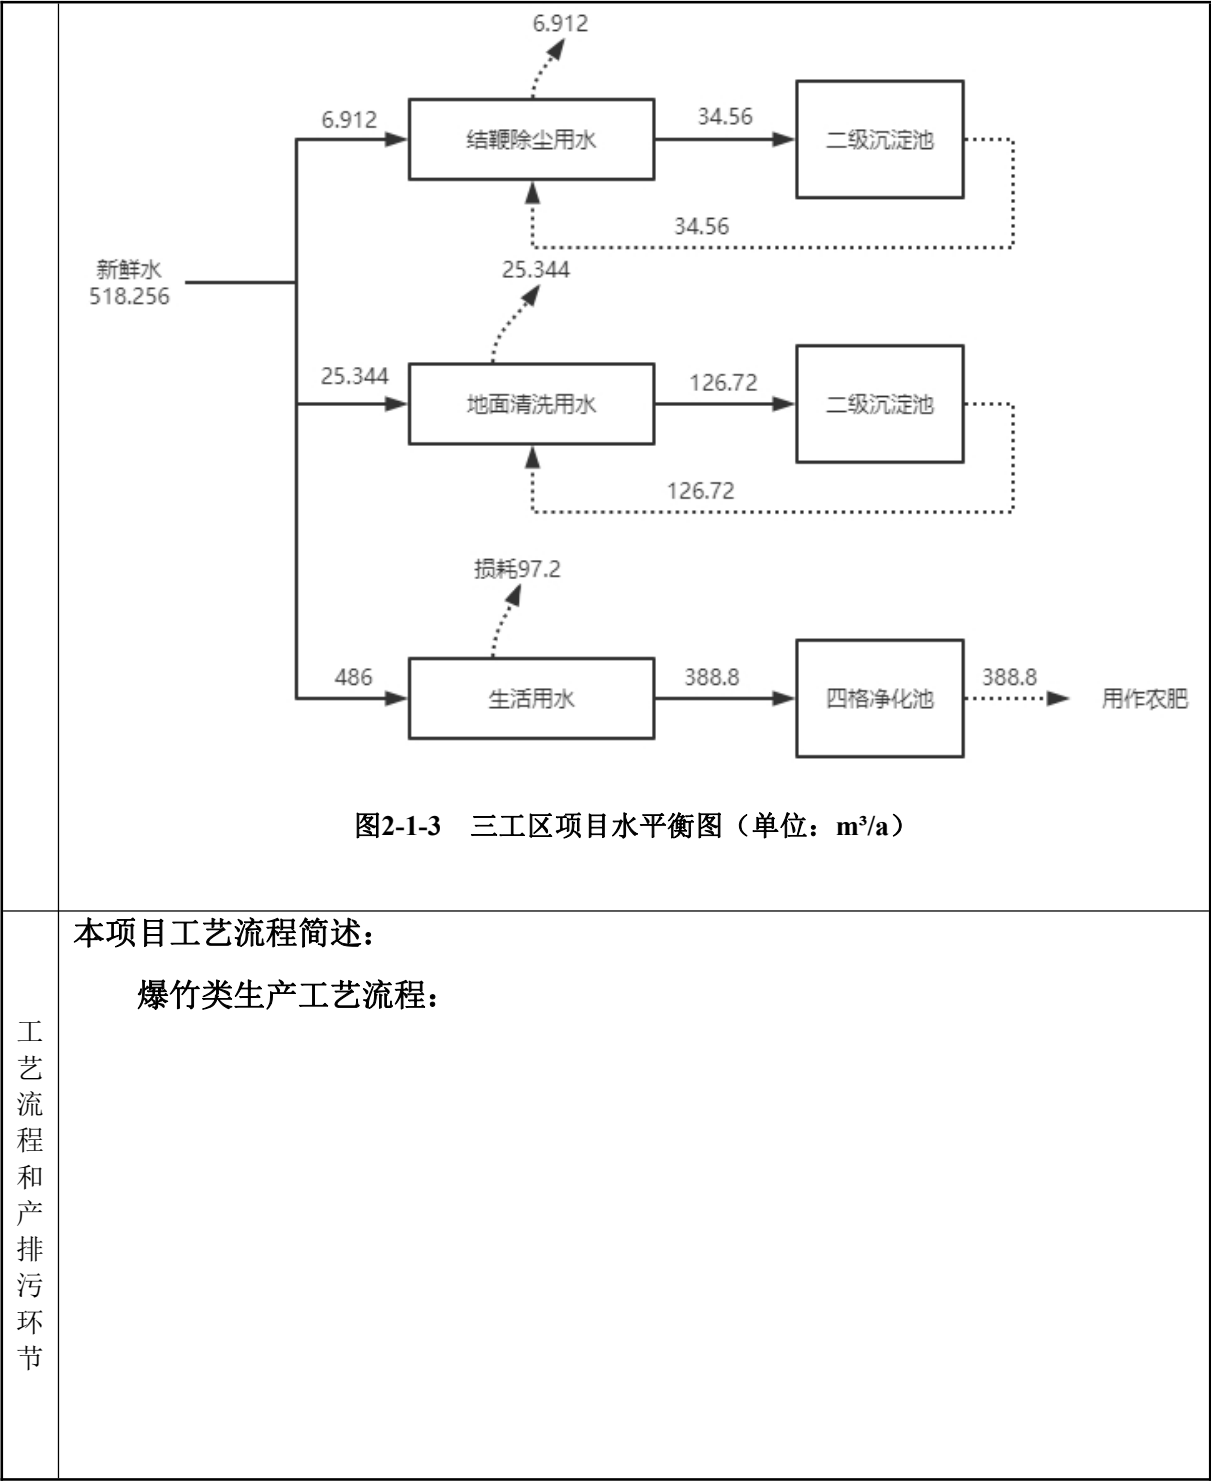 6.912
6.912
结鞭除尘用水
34.56
二级沉淀池
34.56
新鲜水
518.256
25.344
25.344
地面清洗用水
126.72
二级沉淀池
126.72
损耗97.2
486
生活用水
388.8
四格净化池
388.8
用作农肥
图2-1-3 三工区项目水平衡图（单位：m³/a）
本项目工艺流程简述：
爆竹类生产工艺流程：
工
艺
流
程
和
产
排
污
环
节